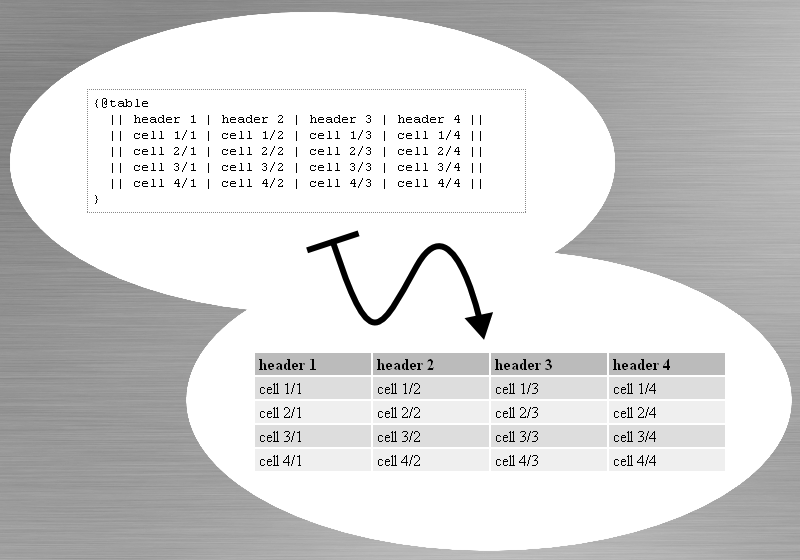 {@table
|| header 1 | header 2 | header 3 | header 4 ||
|| cell 1/1 | cell 1/2 | cell 1/3 | cell 1/4 ||
|| cell 2/1 | cell 2/2 | cell 2/3 | cell 2/4 ||
|| cell 3/1 | cell 3/2 | cell 3/3 | cell 3/4 ||
|| cell 4/1 | cell 4/2 | cell 4/3 | cell 4/4 ||
}
header 1 header 2 header 3 header 4
cell 1/1 cell 1/2 cell 1/3 cell 1/4
cell 2/1 cell 2/2 cell 2/3 cell 2/4
cell 3/1 cell 3/2 cell 3/3 cell 3/4
cell 4/1 cell 4/2 cell 4/3 cell 4/4